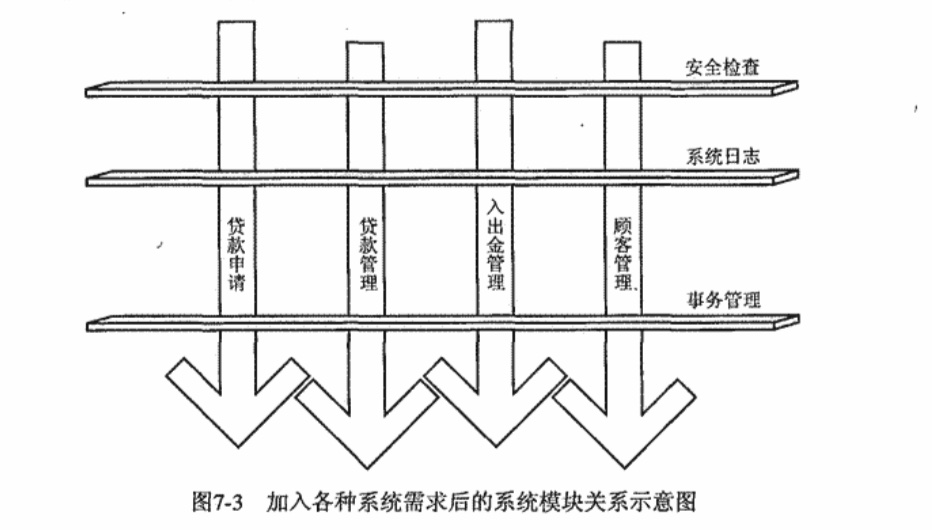 安全检查
系统日志
贷款申请
贷款管理
入出金管理
顾客管理
事务管理
图7-3 加入各种系统需求后的系统模块关系示意图